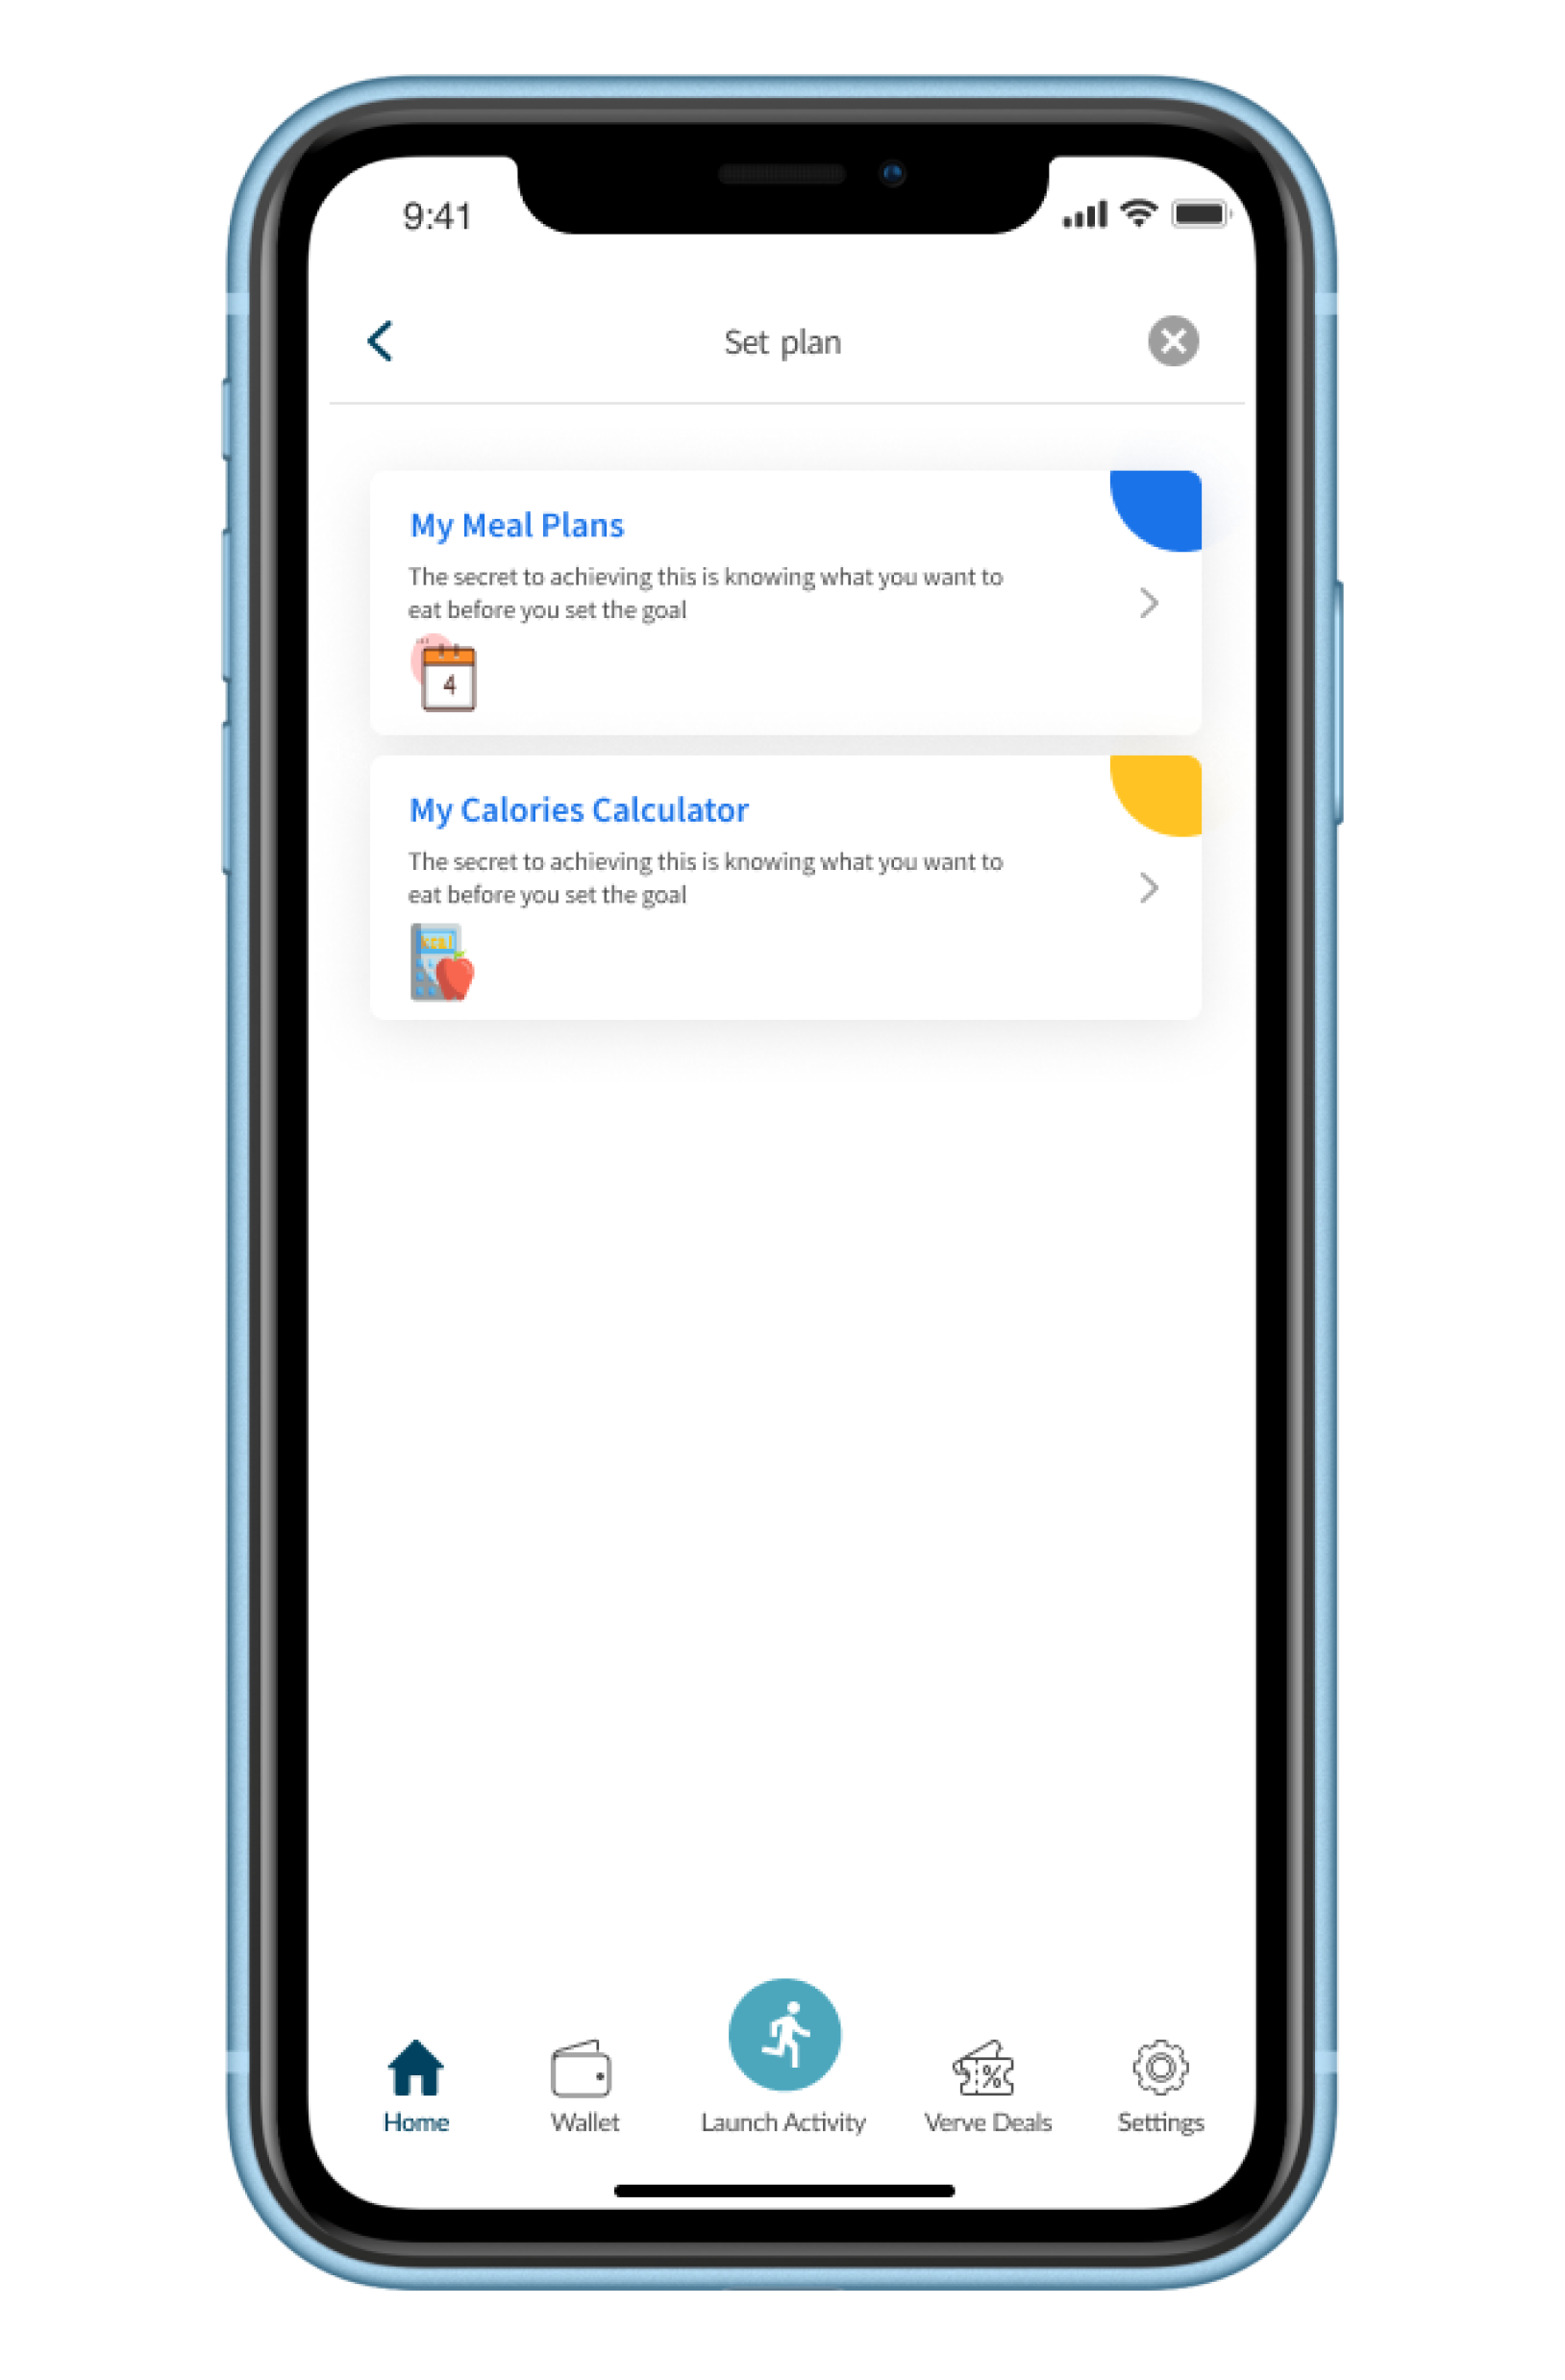 9:41
Set plan
My Meal Plans
The secret to achieving this is knowing what you want to
eat before you set the goal
4
My Calories Calculator
The secret to achieving this is knowing what you want to
eat before you set the goal
kcal
%
Home
Wallet
Launch Activity
Verve Deals
Settings